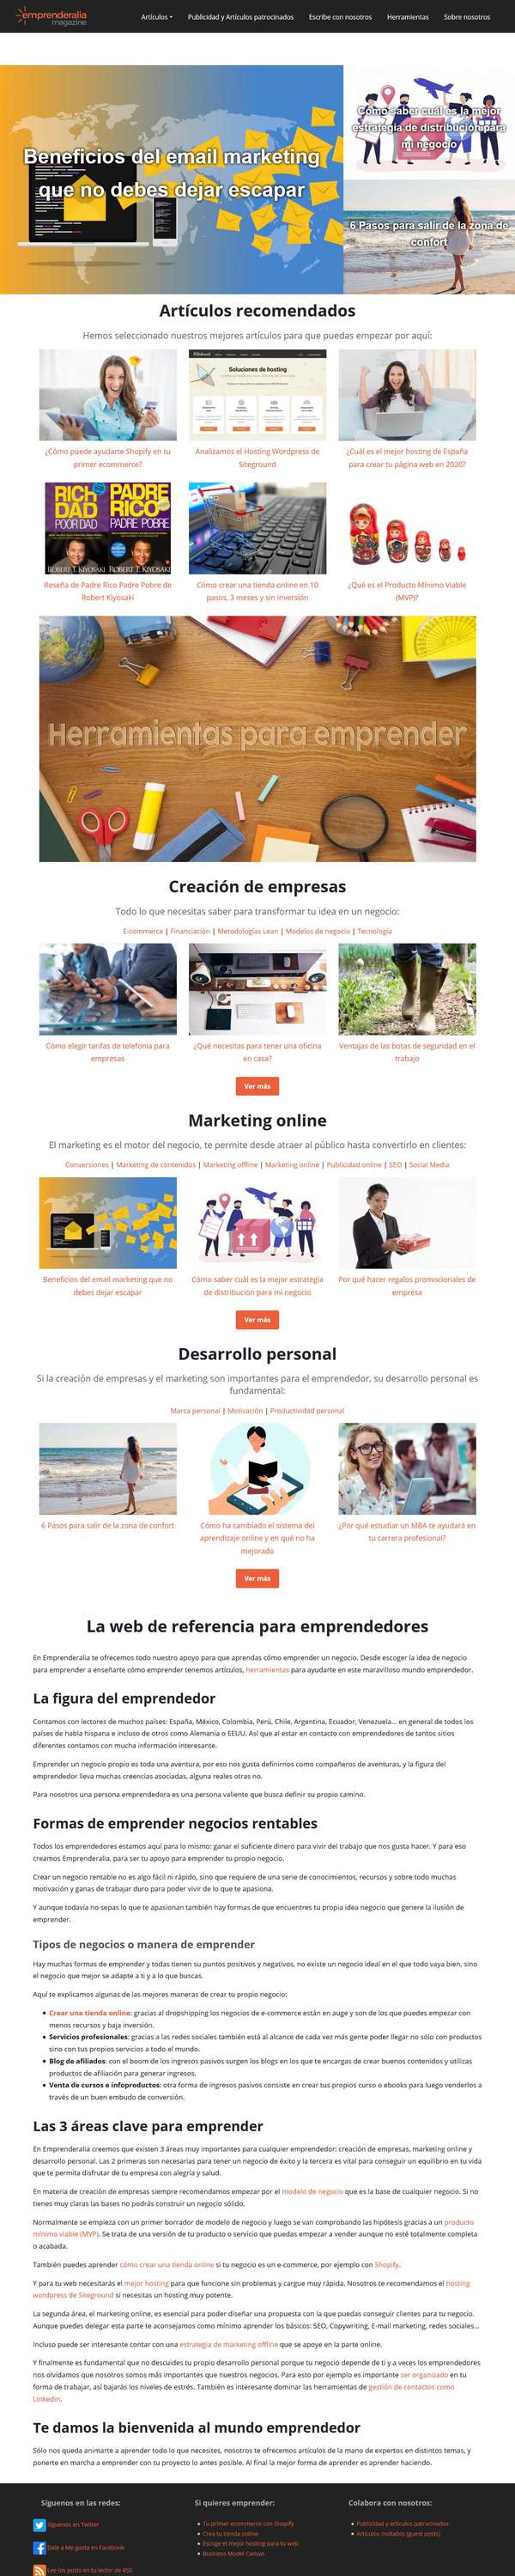 emprenderalia
magazine
Artículos
Publicidad y Artículos patrocinados
Escribe con nosotros
Herramientas
Sobre nosotros
Beneficios del email marketing
que no debes dejar escapar
Cómo saber cuál es la mejor
estrategia de distribución para
mi negocio
6 Pasos para salir de la zona de
confort
Artículos recomendados
Hemos seleccionado nuestros mejores artículos para que puedas empezar por aquí:
Soluciones de hosting
¿Cómo puede ayudarte Shopify en tu
primer ecommerce?
Analizamos el Hosting Wordpress de
Siteground
¿Cuál es el mejor hosting de España
para crear tu página web en 2020?
RICH DAD POOR DAD
PADRE RICO PADRE POBRE
ROBERT T. KIYOSAKI
ROBERT T. KIYOSAKI
Reseña de Padre Rico Padre Pobre de
Robert Kiyosaki
Cómo crear una tienda online en 10
pasos, 3 meses y sin inversión
¿Qué es el Producto Mínimo Viable
(MVP)?
Herramientas para emprender
Creación de empresas
Todo lo que necesitas saber para transformar tu idea en un negocio:
E-commerce | Financiación | Metodologías Lean | Modelos de negocio | Tecnología
Cómo elegir tarifas de telefonía para
empresas
¿Qué necesitas para tener una oficina
en casa?
Ventajas de las botas de seguridad en el
trabajo
Ver más
Marketing online
El marketing es el motor del negocio, te permite desde atraer al público hasta convertirlo en clientes:
Conversiones | Marketing de contenidos | Marketing offline | Marketing online | Publicidad online | SEO | Social Media
Beneficios del email marketing que no
debes dejar escapar
Cómo saber cuál es la mejor estrategia
de distribución para mi negocio
Por qué hacer regalos promocionales de
empresa
Ver más
Desarrollo personal
Si la creación de empresas y el marketing son importantes para el emprendedor, su desarrollo personal es
fundamental:
Marca personal | Motivación | Productividad personal
6 Pasos para salir de la zona de confort
Cómo ha cambiado el sistema del
aprendizaje online y en qué no ha
mejorado
¿Por qué estudiar un MBA te ayudará en
tu carrera profesional?
Ver más
La web de referencia para emprendedores
En Emprenderalia te ofrecemos todo nuestro apoyo para que aprendas cómo emprender un negocio. Desde escoger la idea de negocio
para emprender a enseñarte cómo emprender tenemos artículos, herramientas para ayudarte en este maravilloso mundo emprendedor.
La figura del emprendedor
Contamos con lectores de muchos países: España, México, Colombia, Perú, Chile, Argentina, Ecuador, Venezuela... en general de todos los
países de habla hispana e incluso de otros como Alemania o EEUU. Así que al estar en contacto con emprendedores de tantos sitios
diferentes contamos con mucha información interesante.
Emprender un negocio propio es toda una aventura, por eso nos gusta definirnos como compañeros de aventuras, y la figura del
emprendedor lleva muchas creencias asociadas, alguna reales otras no.
Para nosotros una persona emprendedora es una persona valiente que busca definir su propio camino.
Formas de emprender negocios rentables
Todos los emprendedores estamos aquí para lo mismo: ganar el suficiente dinero para vivir del trabajo que nos gusta hacer. Y para eso
creamos Emprenderalia, para ser tu apoyo para emprender tu propio negocio.
Crear un negocio rentable no es algo fácil ni rápido, sino que requiere de una serie de conocimientos, recursos y sobre todo muchas
motivación y ganas de trabajar duro para poder vivir de lo que te apasiona.
Y aunque todavía no sepas lo que te apasionan también hay formas de que encuentres tu propia idea negocio que genere la ilusión de
emprender.
Tipos de negocios o manera de emprender
Hay muchas formas de emprender y todas tienen su puntos positivos y negativos, no existe un negocio ideal en el que todo vaya bien, sino
el negocio que mejor se adapte a ti y a lo que buscas.
Aquí te explicamos algunas de las mejores maneras de crear tu propio negocio:
• Crear una tienda online: gracias al dropshipping los negocios de e-commerce están en auge y son de los que puedes empezar con
menos recursos y baja inversión.
• Servicios profesionales: gracias a las redes sociales también está al alcance de cada vez más gente poder llegar no sólo con productos
sino con tus propios servicios a todo el mundo.
• Blog de afiliados: con el boom de los ingresos pasivos surgen los blogs en los que te encargas de crear buenos contenidos y utilizas
productos de afiliación para generar ingresos.
• Venta de cursos e infoproductos: otra forma de ingresos pasivos consiste en crear tus propios curso o ebooks para luego venderlos a
través de un buen embudo de conversión.
Las 3 áreas clave para emprender
En Emprenderalia creemos que existen 3 áreas muy importantes para cualquier emprendedor: creación de empresas, marketing online y
desarrollo personal. Las 2 primeras son necesarias para tener un negocio de éxito y la tercera es vital para conseguir un equilibrio en tu vida
que te permita disfrutar de tu empresa con alegría y salud.
En materia de creación de empresas siempre recomendamos empezar por el modelo de negocio que es la base de cualquier negocio. Si no
tienes muy claras las bases no podrás construir un negocio sólido.
Normalmente se empieza con un primer borrador de modelo de negocio y luego se van comprobando las hipótesis gracias a un producto
mínimo viable (MVP). Se trata de una versión de tu producto o servicio que puedas empezar a vender aunque no esté totalmente completa
o acabada.
También puedes aprender cómo crear una tienda online si tu negocio es un e-commerce, por ejemplo con Shopify.
Y para tu web necesitarás el mejor hosting para que funcione sin problemas y cargue muy rápida. Nosotros te recomendamos el hosting
wordpress de Siteground si necesitas un hosting muy potente.
La segunda área, el marketing online, es esencial para poder diseñar una propuesta con la que puedas conseguir clientes para tu negocio.
Aunque puedes delegar esta parte te aconsejamos como mínimo aprender los básicos: SEO, Copywriting, E-mail marketing, redes sociales...
Incluso puede ser interesante contar con una estrategia de marketing offline que se apoye en la parte online.
Y finalmente es fundamental que no descuides tu propio desarrollo personal porque tu negocio depende de ti y a veces los emprendedores
nos olvidamos que nosotros somos más importantes que nuestros negocios. Para esto por ejemplo es importante ser organizado en tu
forma de trabajar, así bajarás los niveles de estrés. También es interesante dominar las herramientas de gestión de contactos como
Linkedin.
Te damos la bienvenida al mundo emprendedor
Sólo nos queda animarte a aprender todo lo que necesites, nosotros te ofrecemos artículos de la mano de expertos en distintos temas, y
ponerte en marcha a emprender con tu proyecto lo antes posible. Al final la mejor forma de aprender es aprender haciendo.
Síguenos en las redes:
Síguenos en Twitter
Dale a Me gusta en Facebook
Lee los posts en tu lector de RSS
Si quieres emprender:
• Tu primer ecommerce con Shopify
• Crea tu tienda online
• Escoge el mejor hosting para tu web
• Business Model Canvas
Colabora con nosotros:
• Publicidad y artículos patrocinados
• Artículos invitados (guest posts)